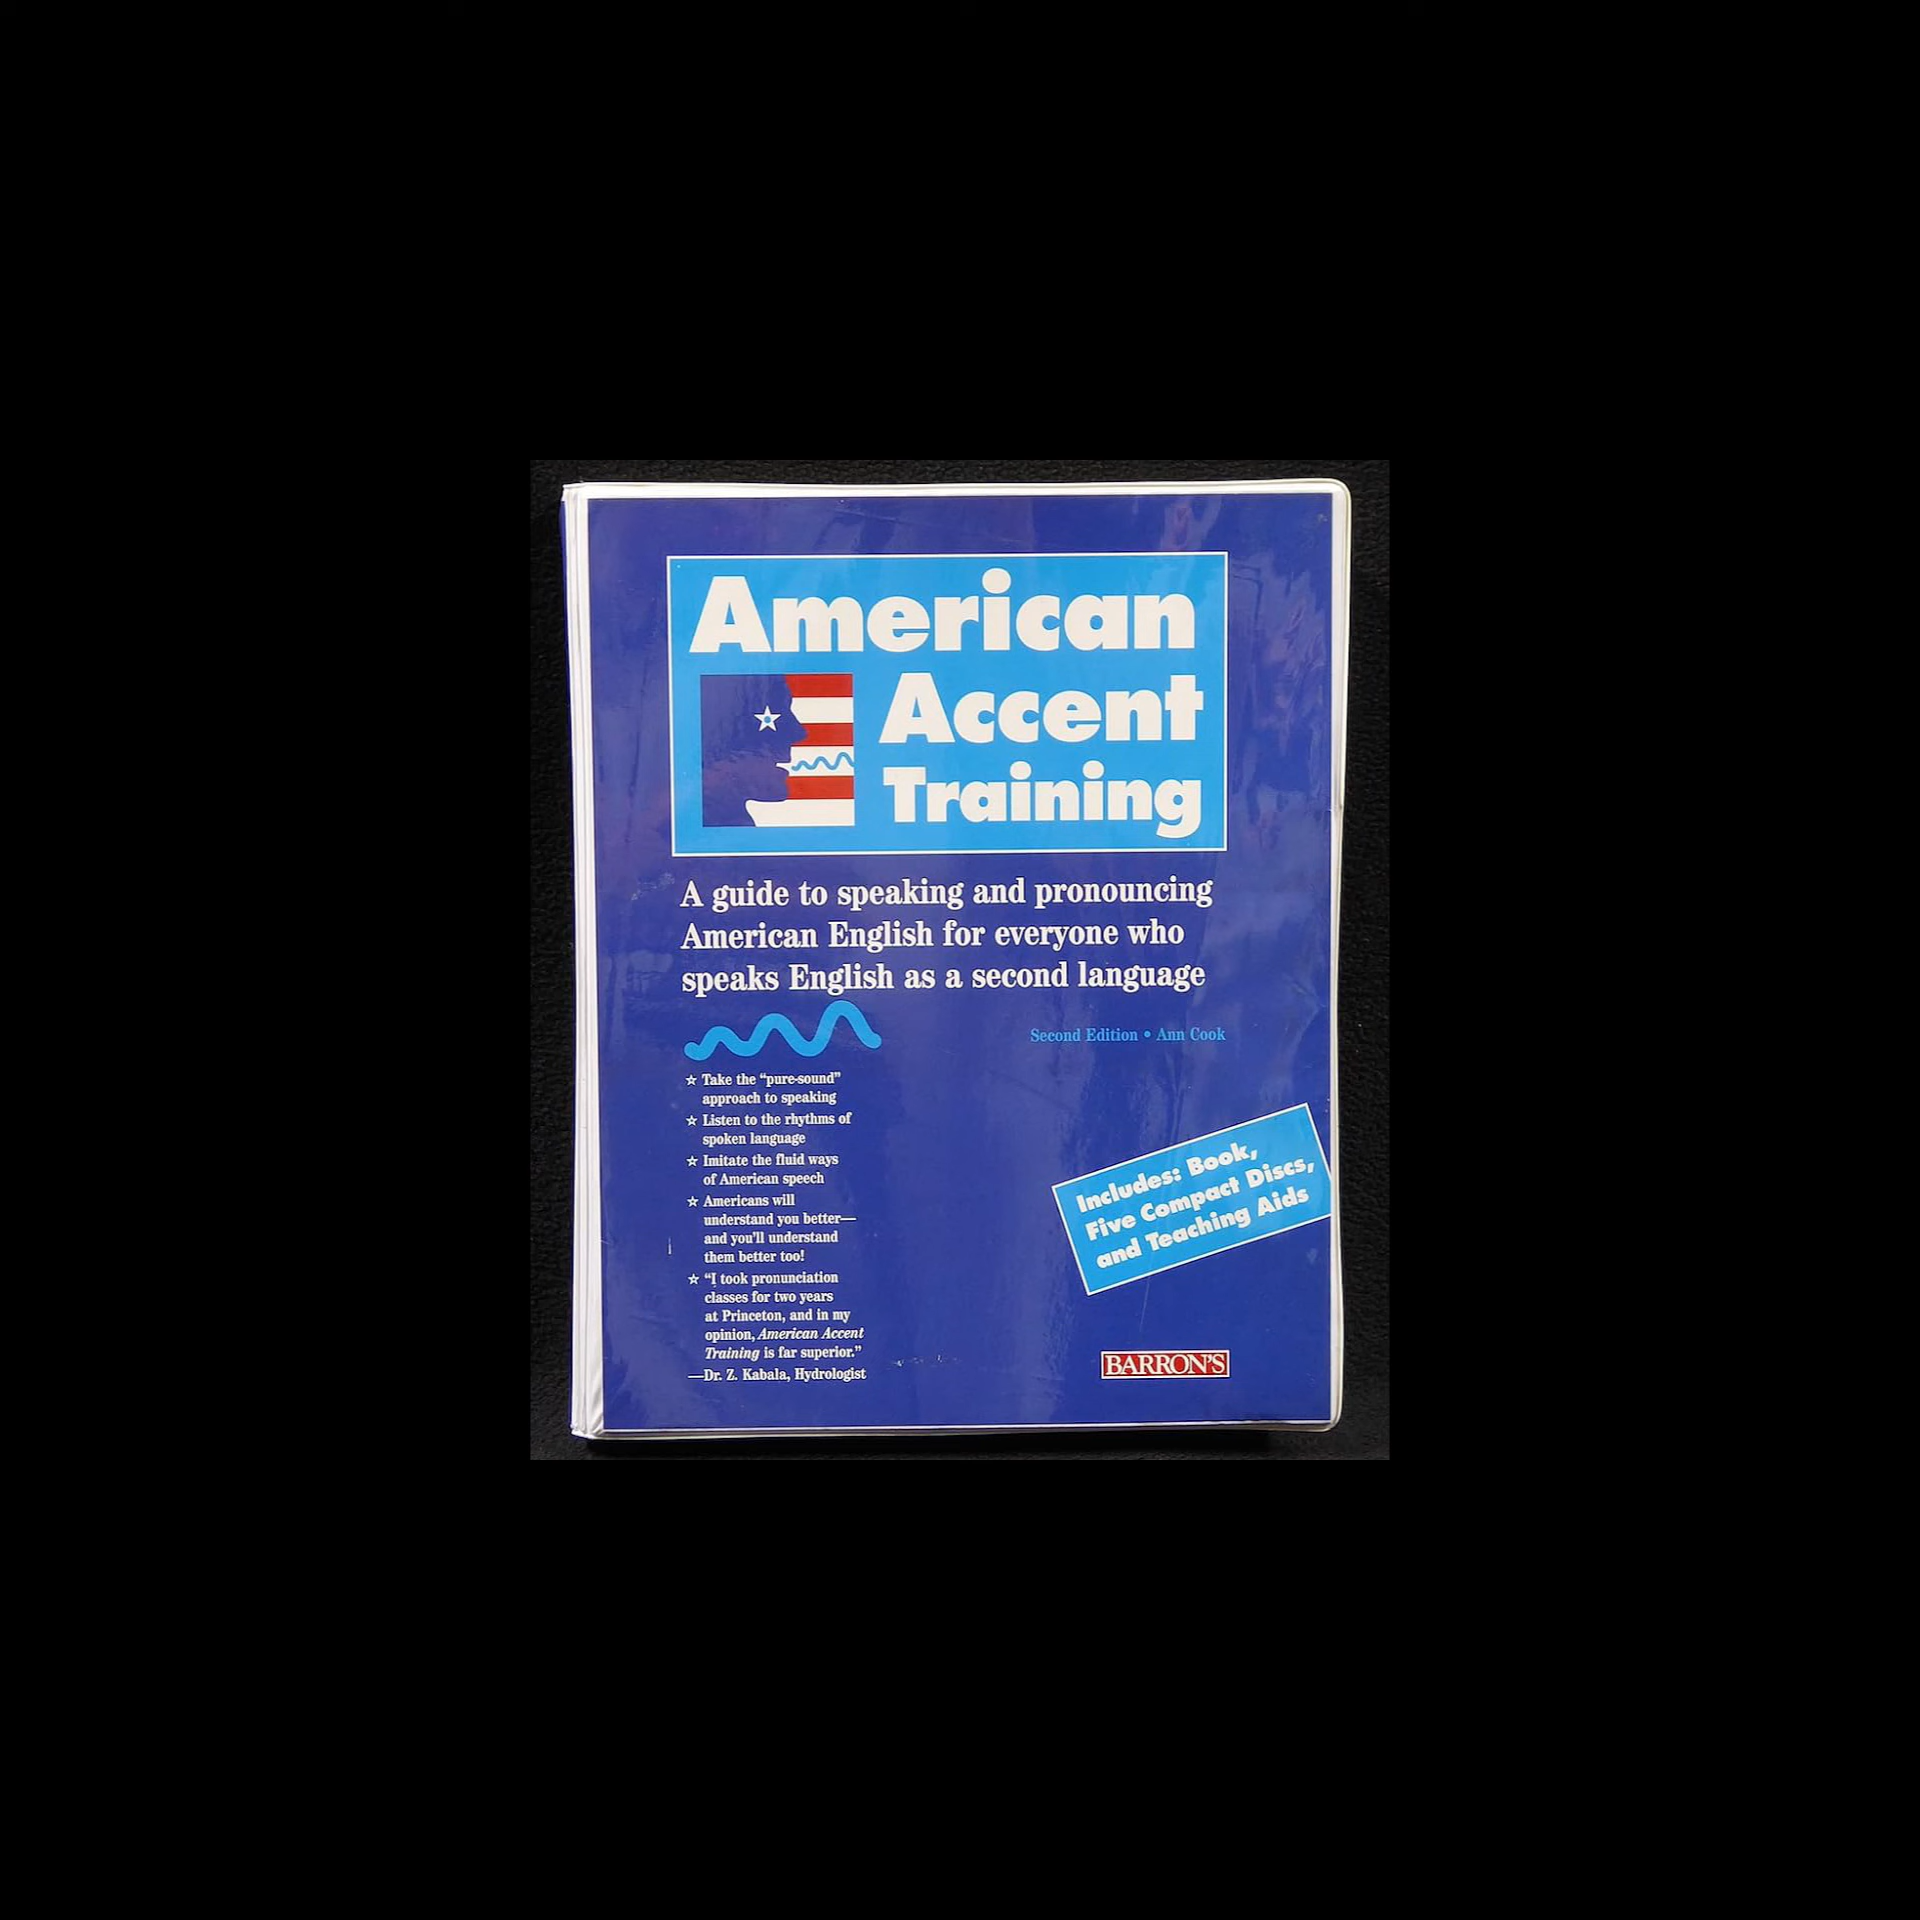 American
Accent
Training
A guide to speaking and pronouncing
American English for everyone who
speaks English as a second language
Second Edition • Ann Cook
☆ Take the “pure-sound”
approach to speaking
☆ Listen to the rhythms of
spoken language
☆ Imitate the fluid ways
of American speech
☆ Americans will
understand you better—
and you’ll understand
them better too!
☆ “I took pronunciation
classes for two years
at Princeton, and in my
opinion, American Accent
Training is far superior.”
—Dr. Z. Kabala, Hydrologist
Includes: Book,
Five Compact Discs,
and Teaching Aids
BARRON’S